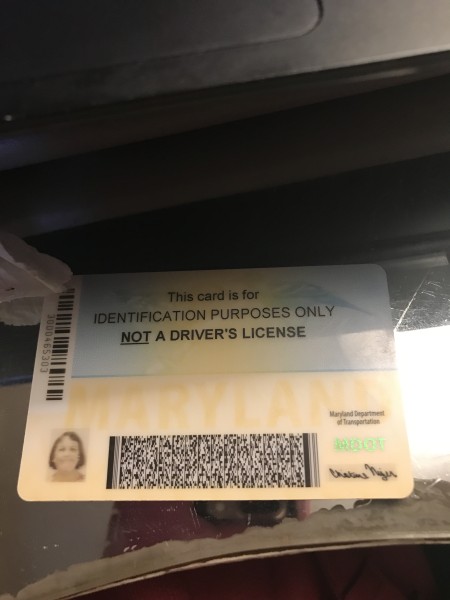 This card is for
IDENTIFICATION PURPOSES ONLY
NOT A DRIVER'S LICENSE
MARYLAND
Maryland Department
of Transportation
MDOT